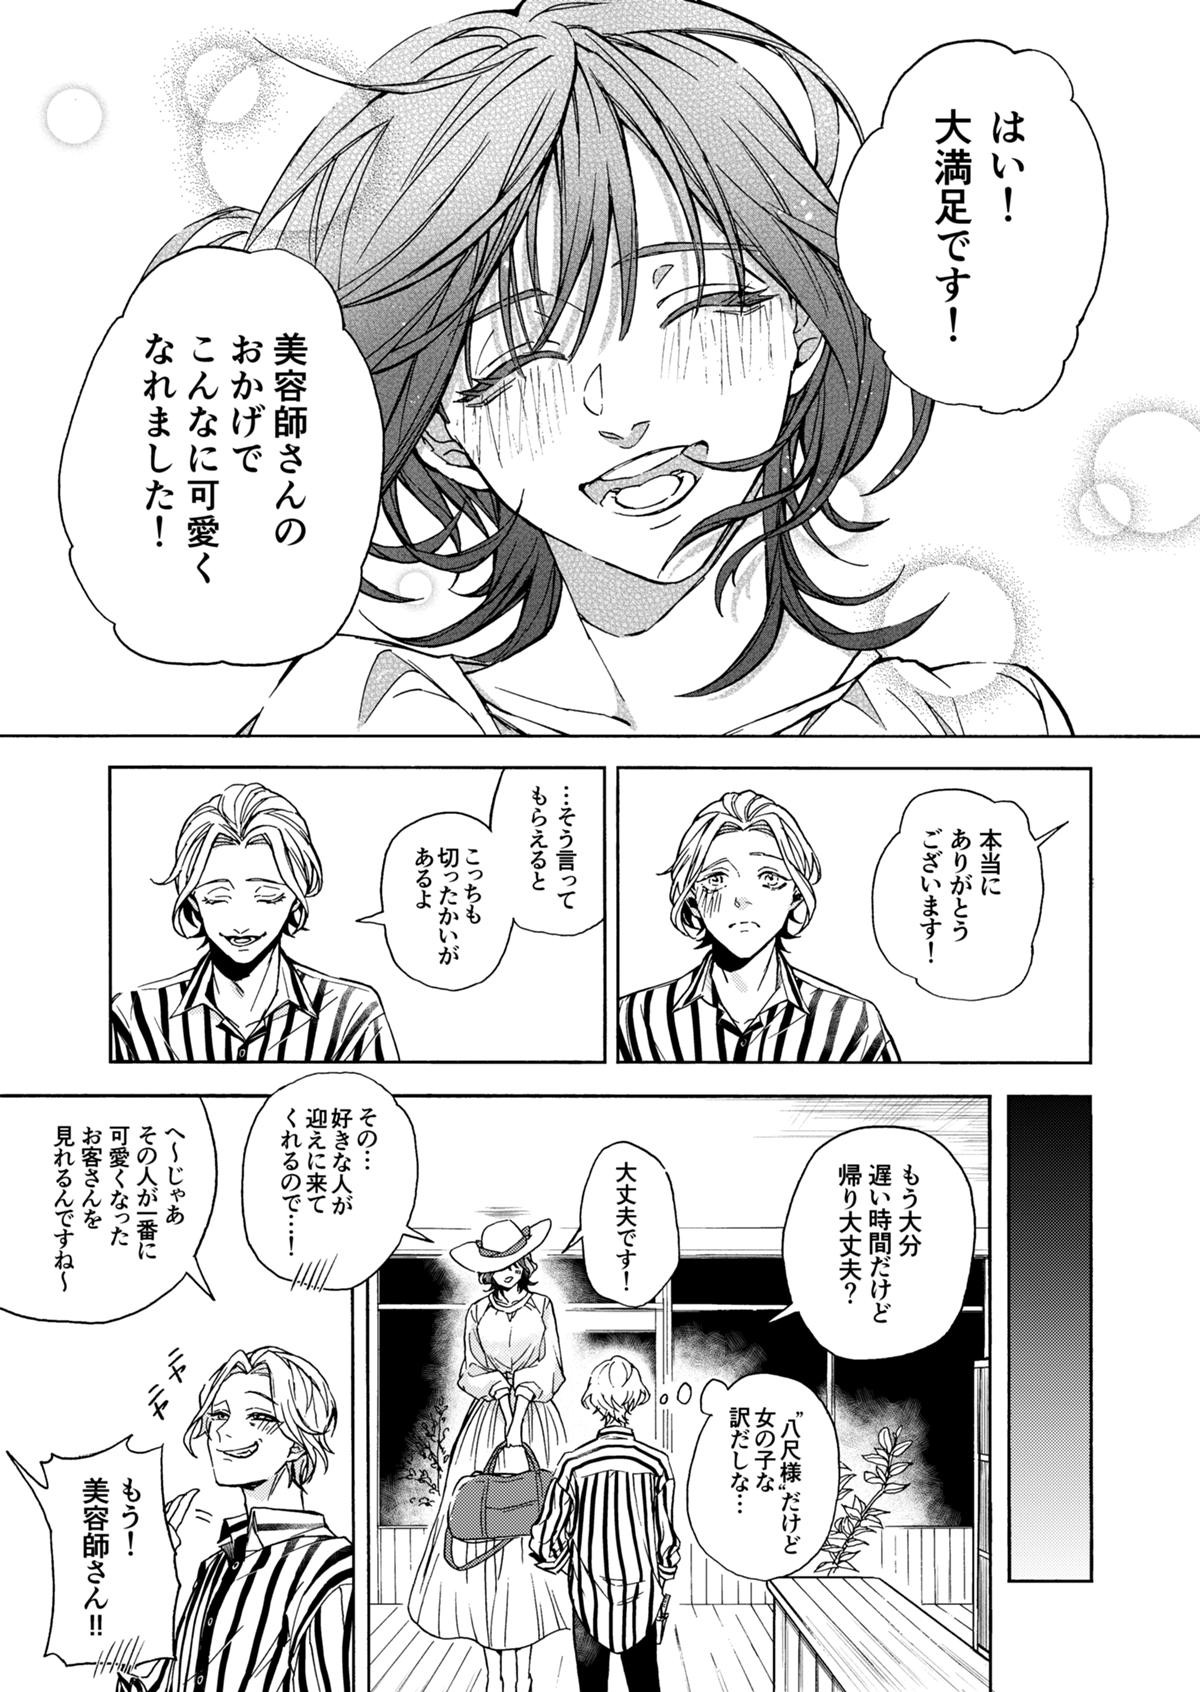 はい！
大満足です！
美容師さんの
おかげで
こんなに可愛く
なれました！
本当に
ありがとう
ございます！
…そう言って
もらえると
こっちも
切ったかいが
あるよ
もう大分
遅い時間だけど
帰り大丈夫？
“八尺様”だけど
女の子な
訳だしな…
大丈夫です！
その…
好きな人が
迎えに来て
くれるので…！
へ〜じゃあ
その人が一番に
可愛くなった
お客さんを
見れるんですね〜
ニヤニヤ
もう！
美容師さん!!